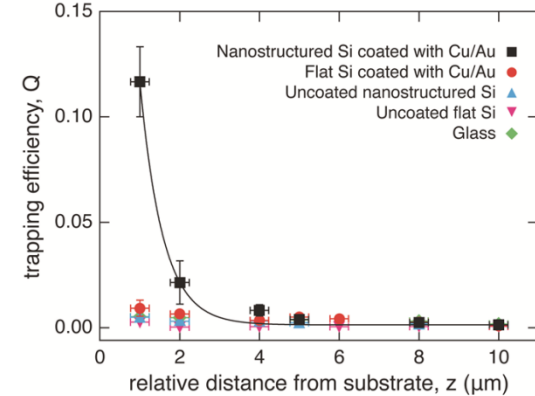 0.15
0.10
0.05
0.00
trapping efficiency, Q
Nanostructured Si coated with Cu/Au
Flat Si coated with Cu/Au
Uncoated nanostructured Si
Uncoated flat Si
Glass
0 2 4 6 8 10
relative distance from substrate, z (μm)